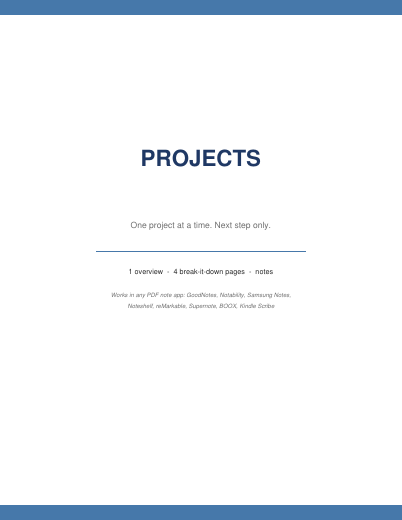 PROJECTS
One project at a time. Next step only.
1 overview - 4 break-it-down pages - notes
Works in any PDF note app: GoodNotes, Notability, Samsung Notes,
Noteshelf, reMarkable, Supernote, BOOX, Kindle Scribe